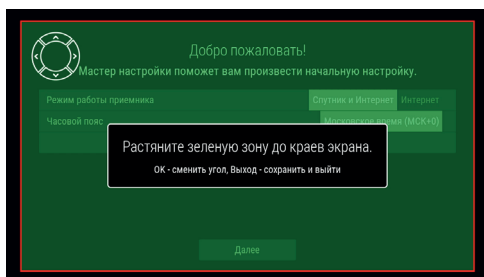 Добро пожаловать!
Мастер настройки поможет вам произвести начальную настройку.
Режим работы приемника Спутник и Интернет Интернет
Часовой пояс Московское время (МСК+0)
Растяните зеленую зону до краев экрана.
ОК - сменить угол, Выход - сохранить и выйти
Далее